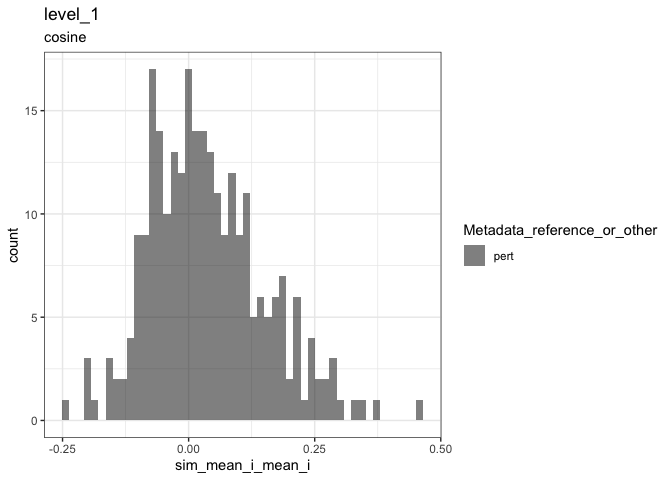 level_1
cosine
15
10
5
0
count
-0.25
0.00
0.25
0.50
sim_mean_i_mean_i
Metadata_reference_or_other
pert